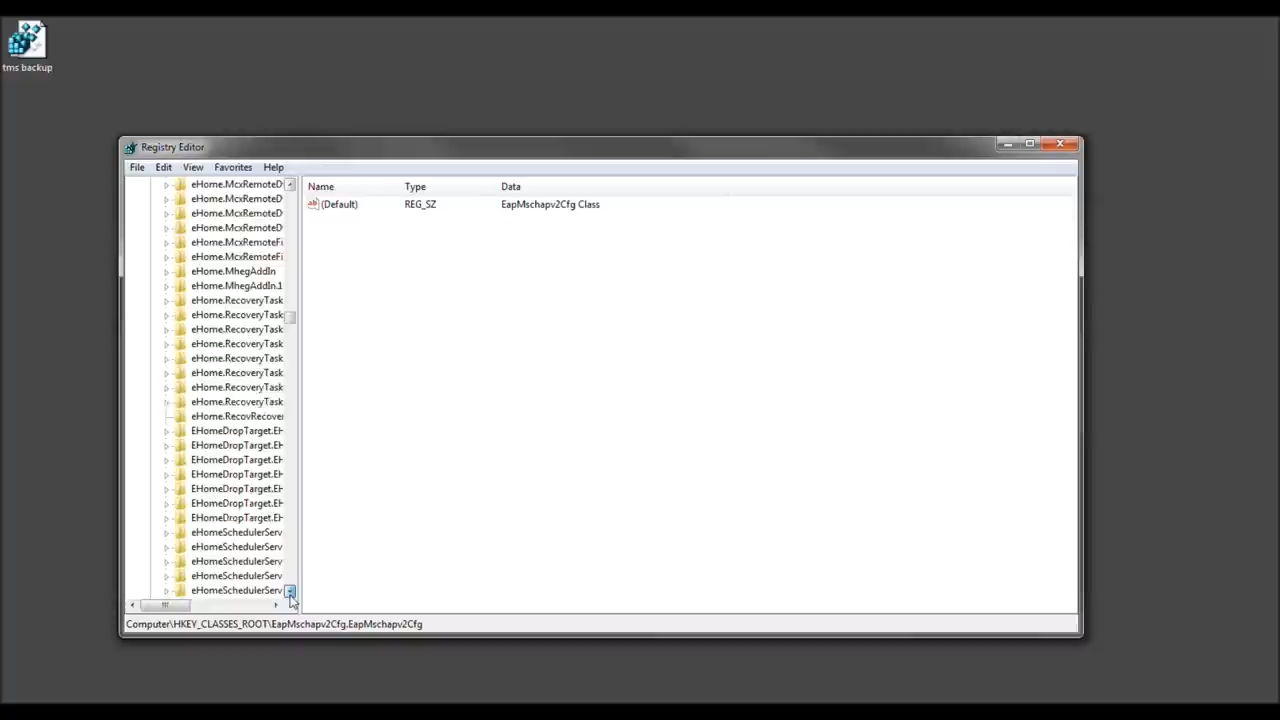 tms backup
Registry Editor
File Edit View Favorites Help
eHome.McxRemoteD
eHome.McxRemoteD
eHome.McxRemoteD
eHome.McxRemoteD
eHome.McxRemoteFi
eHome.McxRemoteFi
eHome.MhegAddIn
eHome.MhegAddIn.1
eHome.RecoveryTask
eHome.RecoveryTask
eHome.RecoveryTask
eHome.RecoveryTask
eHome.RecoveryTask
eHome.RecoveryTask
eHome.RecoveryTask
eHome.RecoveryTask
eHome.RecovRecover
EHomeDropTarget.EH
EHomeDropTarget.EH
EHomeDropTarget.EH
EHomeDropTarget.EH
EHomeDropTarget.EH
EHomeDropTarget.EH
EHomeDropTarget.EH
eHomeSchedulerServ
eHomeSchedulerServ
eHomeSchedulerServ
eHomeSchedulerServ
eHomeSchedulerServ
Name Type Data
ab (Default) REG_SZ EapMschapv2Cfg Class
Computer\HKEY_CLASSES_ROOT\EapMschapv2Cfg.EapMschapv2Cfg